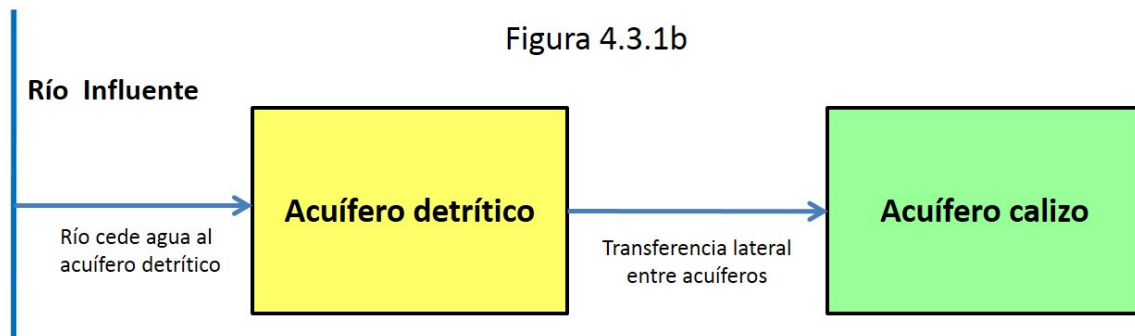 Figura 4.3.1b
Río Influente
Acuífero detrítico
Acuífero calizo
Río cede agua al
acuífero detrítico
Transferencia lateral
entre acuíferos